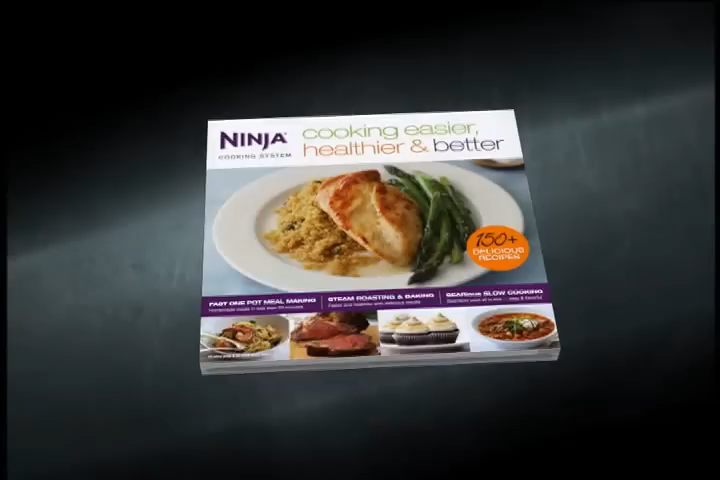 NINJA
COOKING SYSTEM
cooking easier,
healthier & better
150+
DELICIOUS
RECIPES
FAST ONE POT MEAL MAKING
STEAM ROASTING & BAKING
SEARious SLOW COOKING